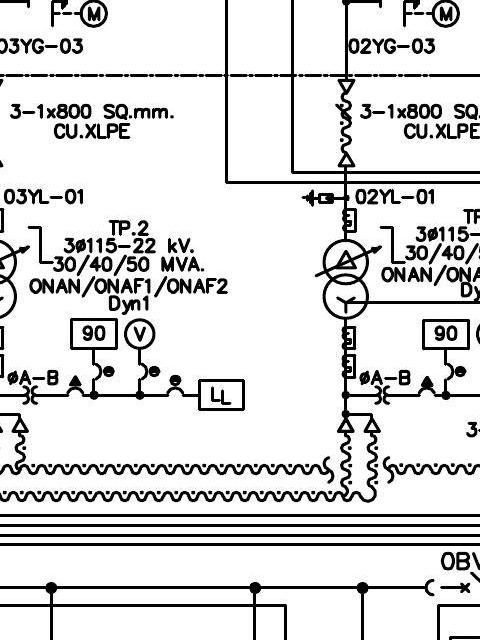 M
M
03YG-03
02YG-03
3-1x800 SQ.mm.
CU.XLPE
3-1x800 SQ.m
CU.XLPE
03YL-01
02YL-01
TP.2
3ø115-22 kV.
30/40/50 MVA.
ONAN/ONAF1/ONAF2
Dyn1
TP
3ø115-
30/40/5
ONAN/ONA
Dy
90
V
90
øA-B
LL
øA-B
3-
OBV